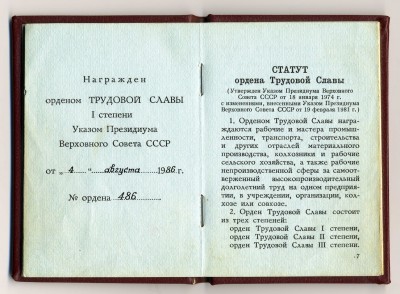 Награжден
орденом ТРУДОВОЙ СЛАВЫ
I степени
Указом Президиума
Верховного Совета СССР
от „4“ августа 1986 г.
№ ордена 486
СТАТУТ
ордена Трудовой Славы
(Утвержден Указом Президиума Верховного
Совета СССР от 18 января 1974 г.
с изменениями, внесенными Указом Президиума
Верховного Совета СССР от 19 февраля 1981 г.)
1. Орденом Трудовой Славы наг-
раждаются рабочие и мастера промыш-
ленности, транспорта, строительства
и других отраслей материального
производства, колхозники и рабочие
сельского хозяйства, а также рабочие
непроизводственной сферы за самоот-
верженный высокопроизводительный
долголетний труд на одном предприя-
тии, в учреждении, организации, кол-
хозе или совхозе.
2. Орден Трудовой Славы состоит
из трех степеней:
орден Трудовой Славы I степени,
орден Трудовой Славы II степени,
орден Трудовой Славы III степени.
7